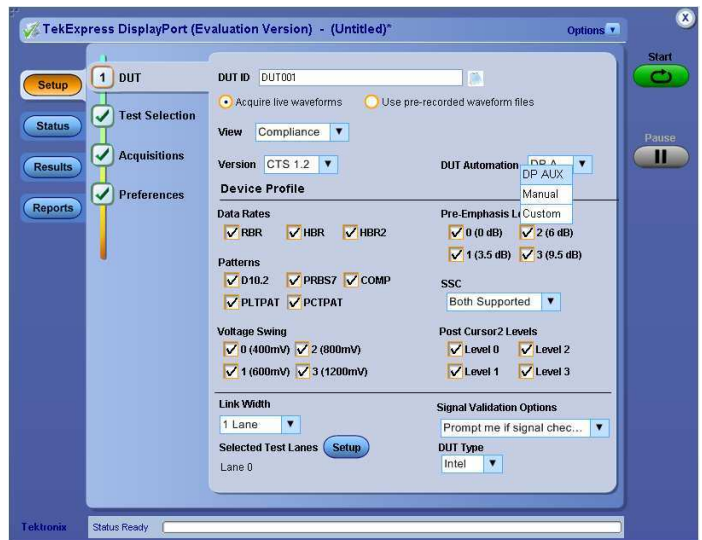 TekExpress DisplayPort (Evaluation Version) - (Untitled)*
Options
X
Start
Setup
Status
Results
Reports
1 DUT
Test Selection
Acquisitions
Preferences
Pause
DUT ID DUT001
Acquire live waveforms Use pre-recorded waveform files
View Compliance
Version CTS 1.2 DUT Automation
DP AUX
Manual
Custom
Device Profile
Data Rates
RBR HBR HBR2
Patterns
D10.2 PRBS7 COMP
PLTPAT PCTPAT
Voltage Swing
0 (400mV) 2 (800mV)
1 (600mV) 3 (1200mV)
Pre-Emphasis
0 (0 dB) 2 (6 dB)
1 (3.5 dB) 3 (9.5 dB)
SSC
Both Supported
Post Cursor2 Levels
Level 0 Level 2
Level 1 Level 3
Link Width
1 Lane
Selected Test Lanes Setup
Lane 0
Signal Validation Options
Prompt me if signal chec...
DUT Type
Intel
Tektronix Status Ready